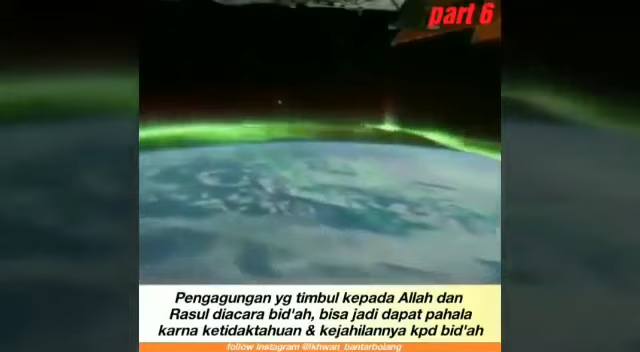 part 6
Pengagungan yg timbul kepada Allah dan
Rasul diacara bid'ah, bisa jadi dapat pahala
karna ketidaktahuan & kejahilannya kpd bid'ah
follow Instagram @ikhwan_bantarbolang